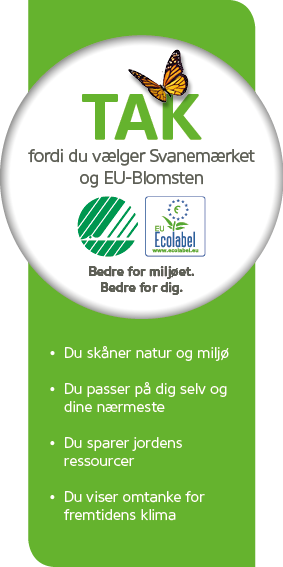 TAK
fordi du vælger Svanemærket
og EU-Blomsten
EU
Ecolabel
www.ecolabel.eu
Bedre for miljøet.
Bedre for dig.
• Du skåner natur og miljø
• Du passer på dig selv og
dine nærmeste
• Du sparer jordens
ressourcer
• Du viser omtanke for
fremtidens klima